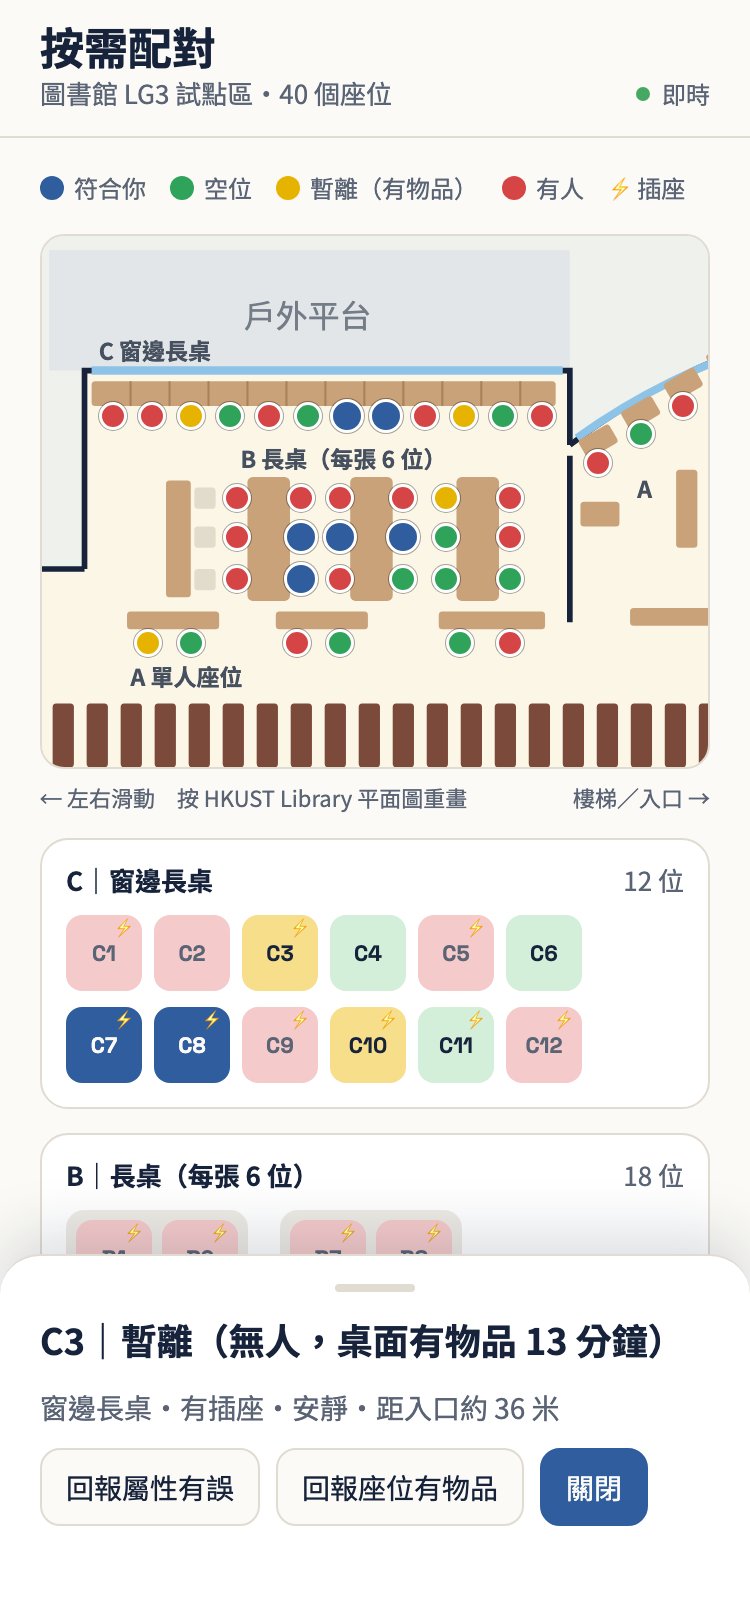 按需配對
圖書館 LG3 試點區・40 個座位
即時
符合你 空位 暫離（有物品） 有人 ⚡ 插座
戶外平台
C 窗邊長桌
B 長桌（每張 6 位）
A
A 單人座位
← 左右滑動 按 HKUST Library 平面圖重畫 樓梯／入口 →
C｜窗邊長桌 12 位
C1 C2 C3 C4 C5 C6
C7 C8 C9 C10 C11 C12
B｜長桌（每張 6 位） 18 位
C3｜暫離（無人，桌面有物品 13 分鐘）
窗邊長桌・有插座・安靜・距入口約 36 米
回報屬性有誤 回報座位有物品 關閉